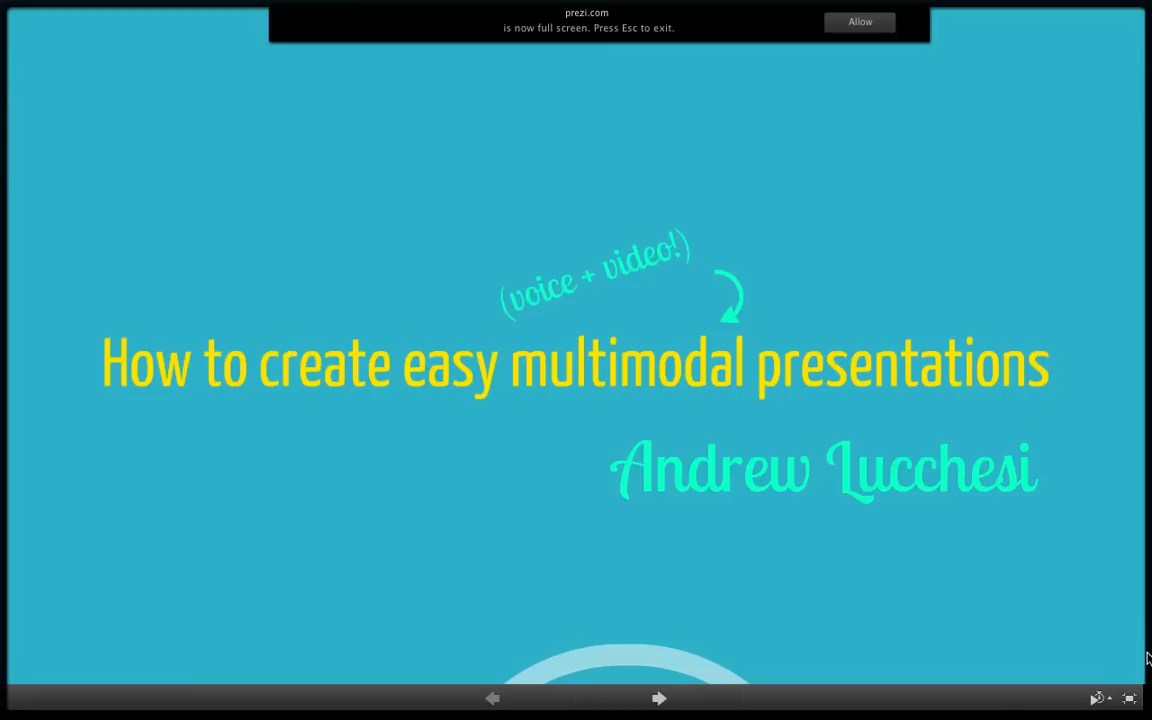 prezi.com
is now full screen. Press Esc to exit.
Allow
(voice + video!)
How to create easy multimodal presentations
Andrew Lucchesi